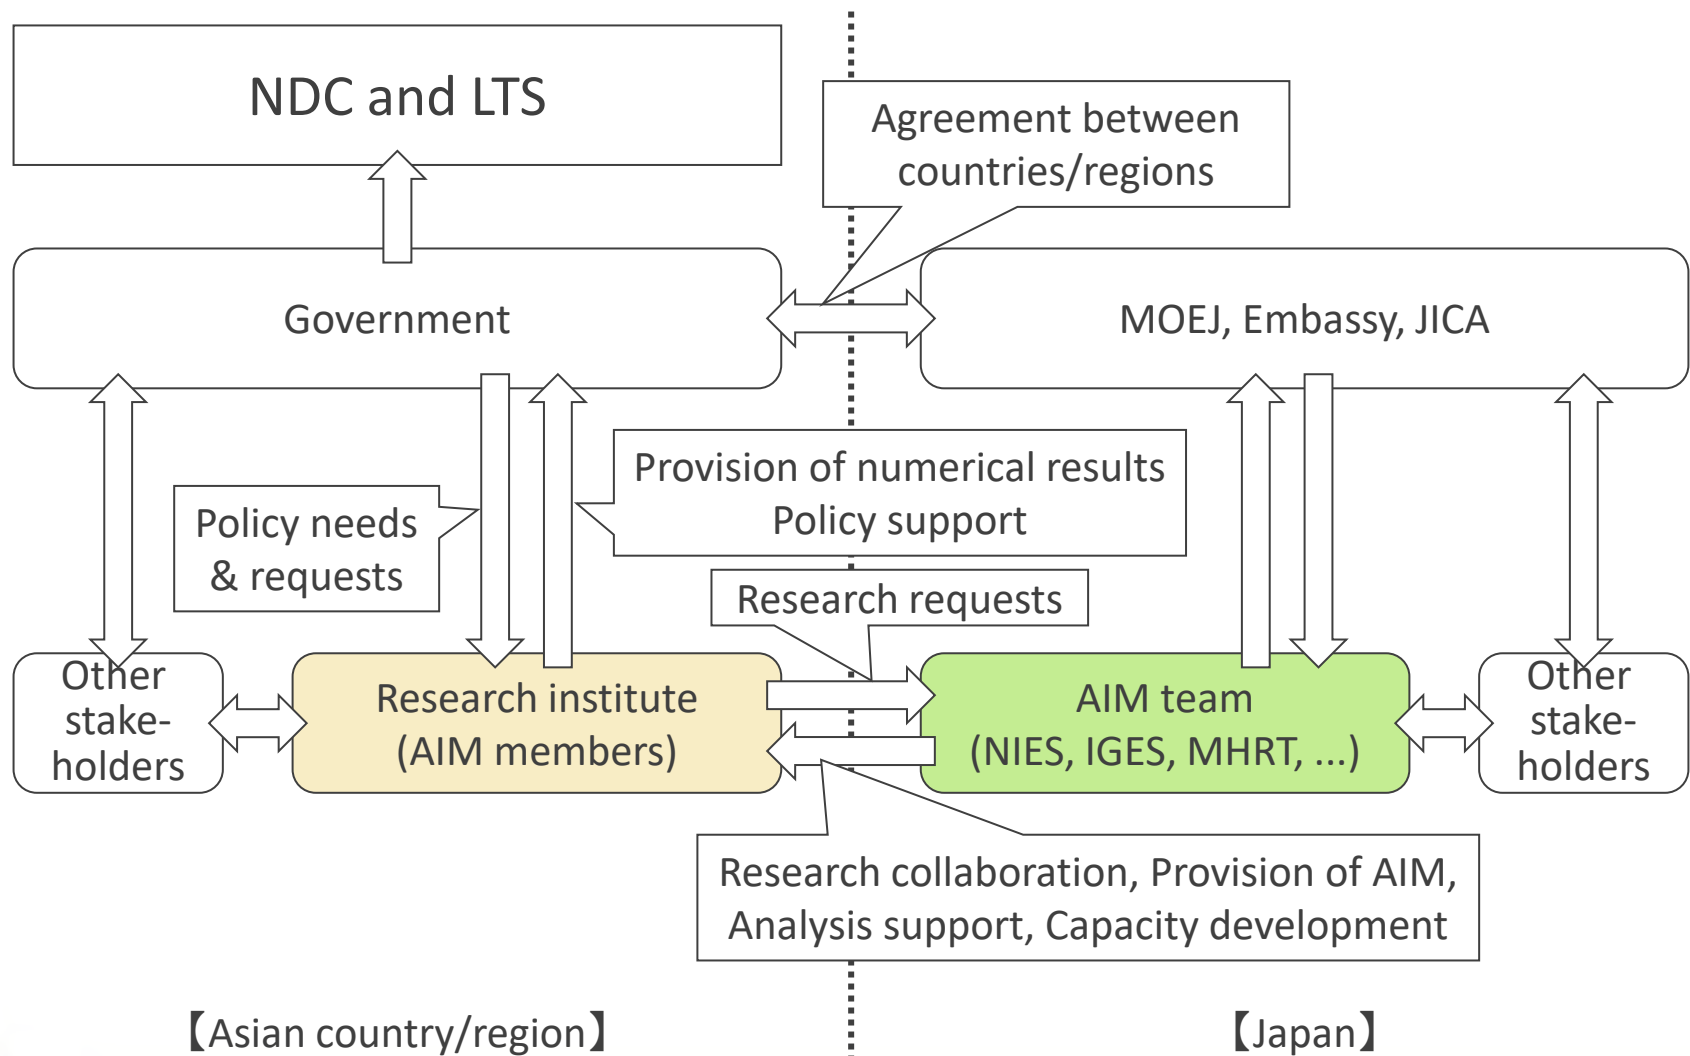 NDC and LTS
Agreement between
countries/regions
Government
MOEJ, Embassy, JICA
Provision of numerical results
Policy support
Policy needs
& requests
Research requests
Other
stake-
holders
Research institute
(AIM members)
AIM team
(NIES, IGES, MHRT, ...)
Other
stake-
holders
Research collaboration, Provision of AIM,
Analysis support, Capacity development
【Asian country/region】
【Japan】